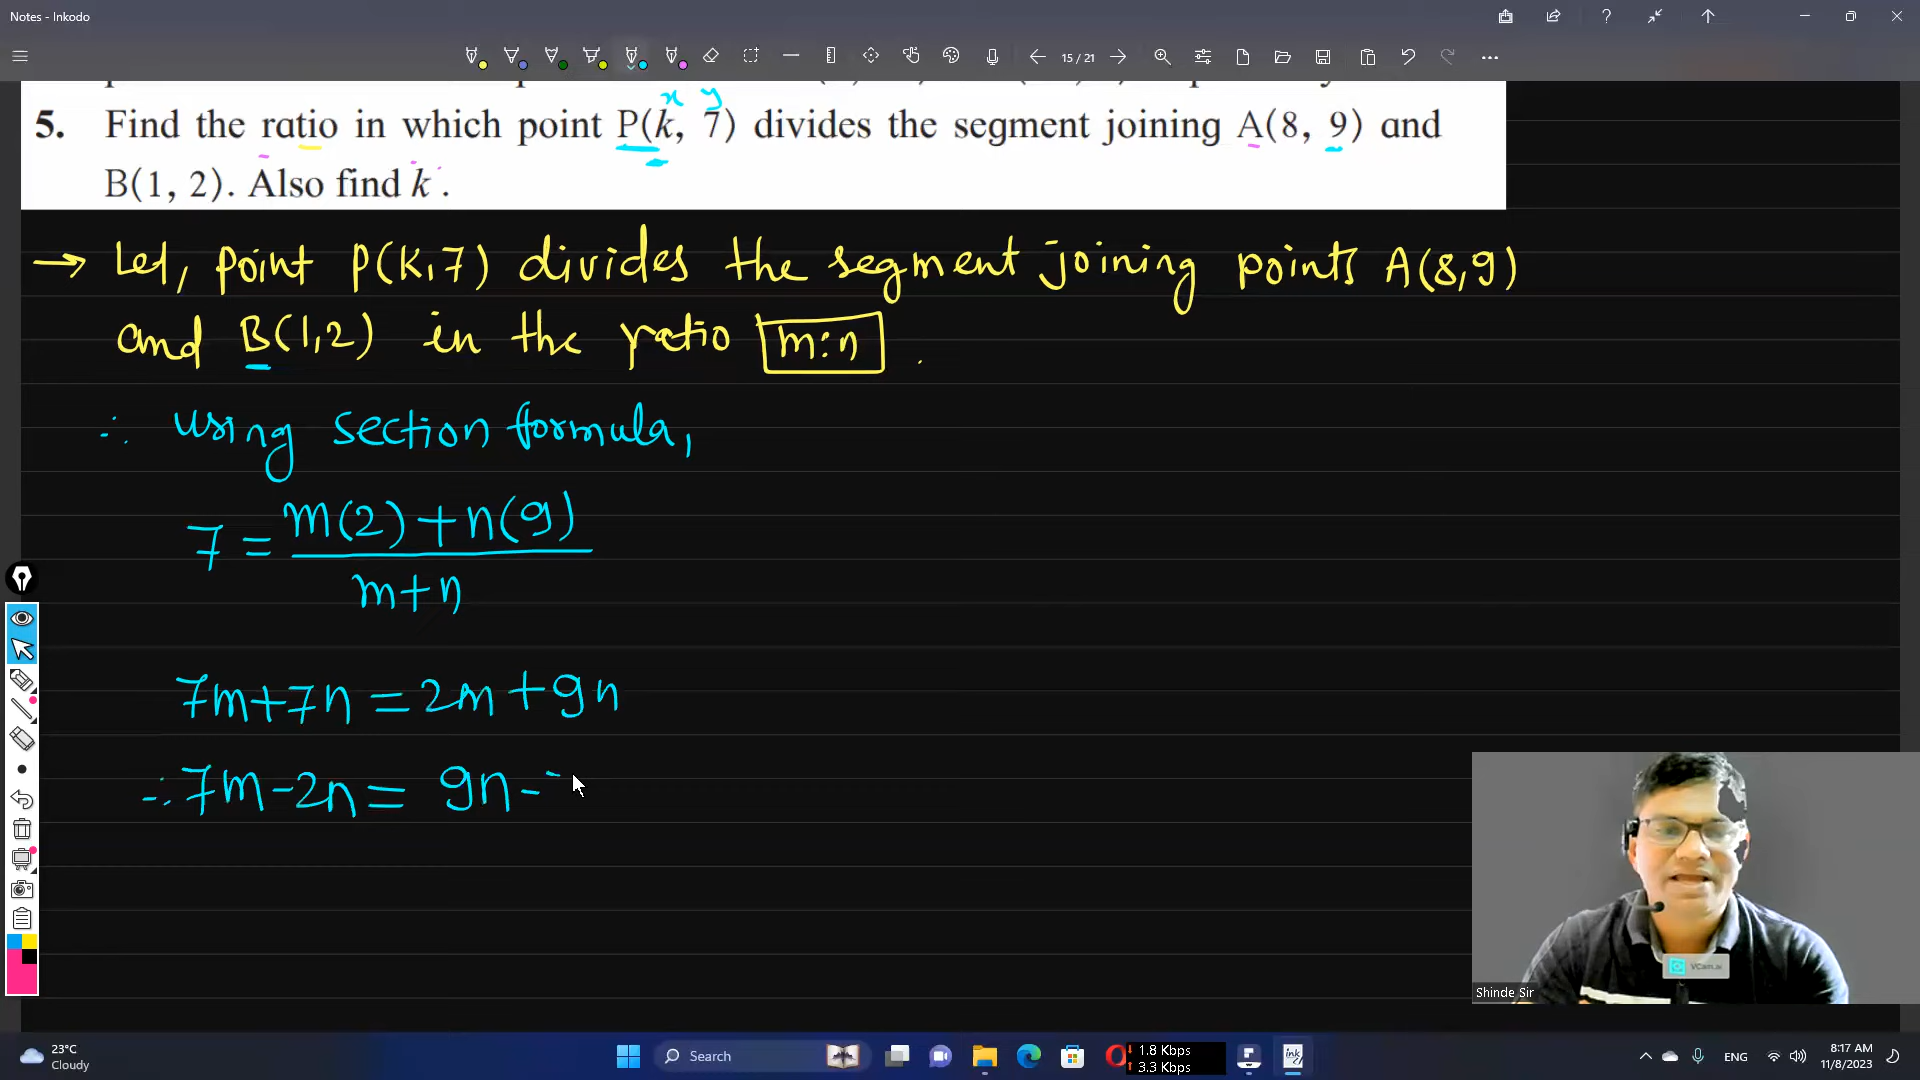 Notes - Inkodo
15 / 21
5. Find the ratio in which point P(k, 7) divides the segment joining A(8, 9) and
x y
B(1, 2). Also find k .
→ Let, point P(k,7) divides the segment joining points A(8,9)
and B(1,2) in the ratio m:n .
∴ using section formula,
7 = m(2)+n(9)
m+n
7m+7n = 2m+9n
∴ 7m-2n = 9n-
VCam.ai
Shinde Sir
23°C
Cloudy
Search
1.8 Kbps
3.3 Kbps
ink
ENG
8:17 AM
11/8/2023